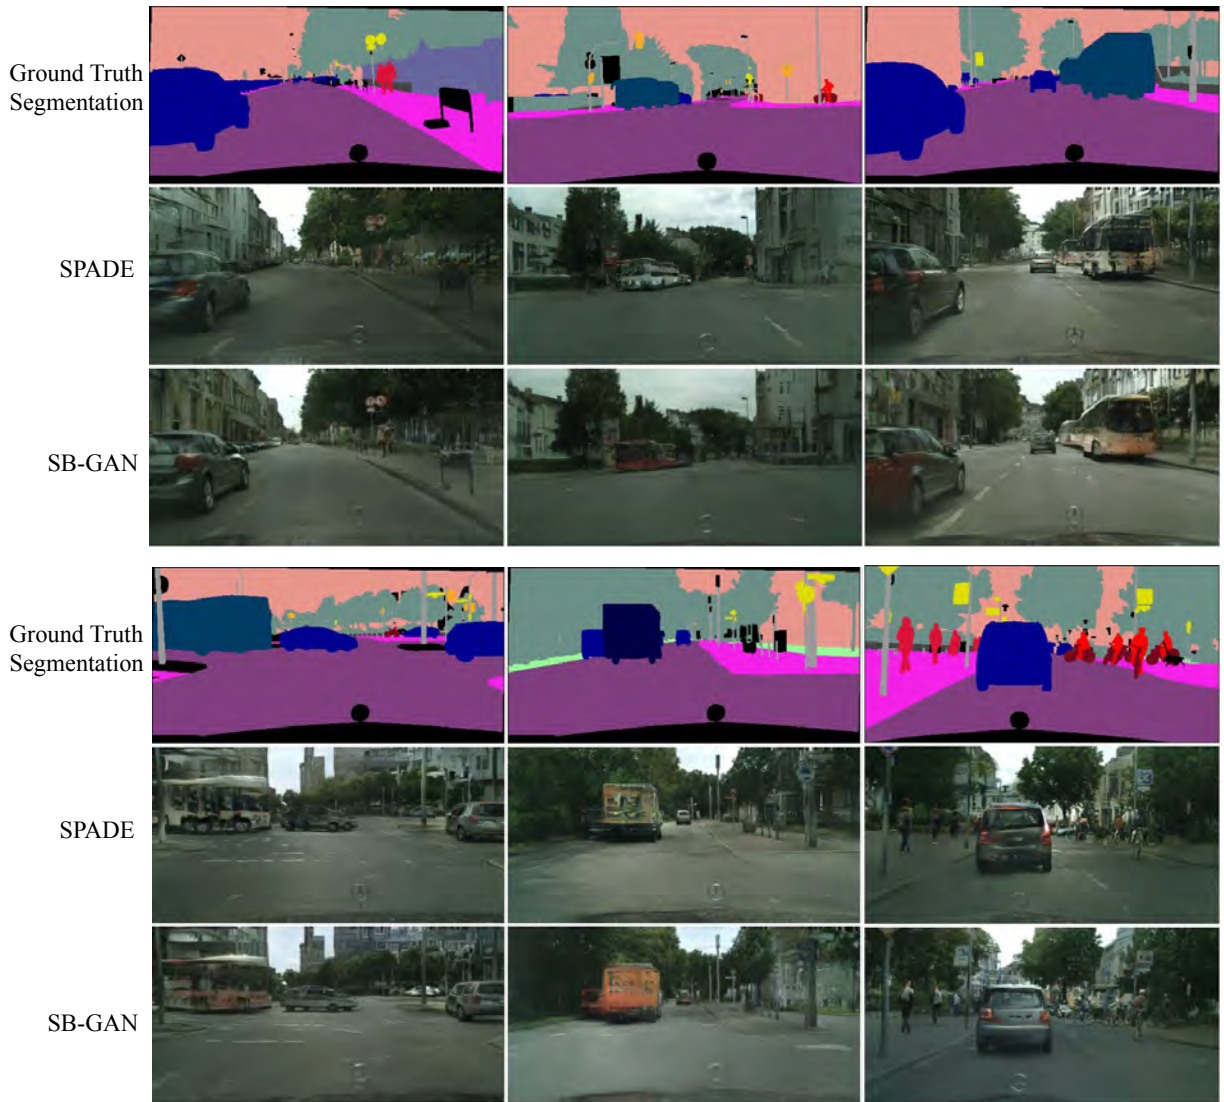 Ground Truth
Segmentation
SPADE
SB-GAN
Ground Truth
Segmentation
SPADE
SB-GAN